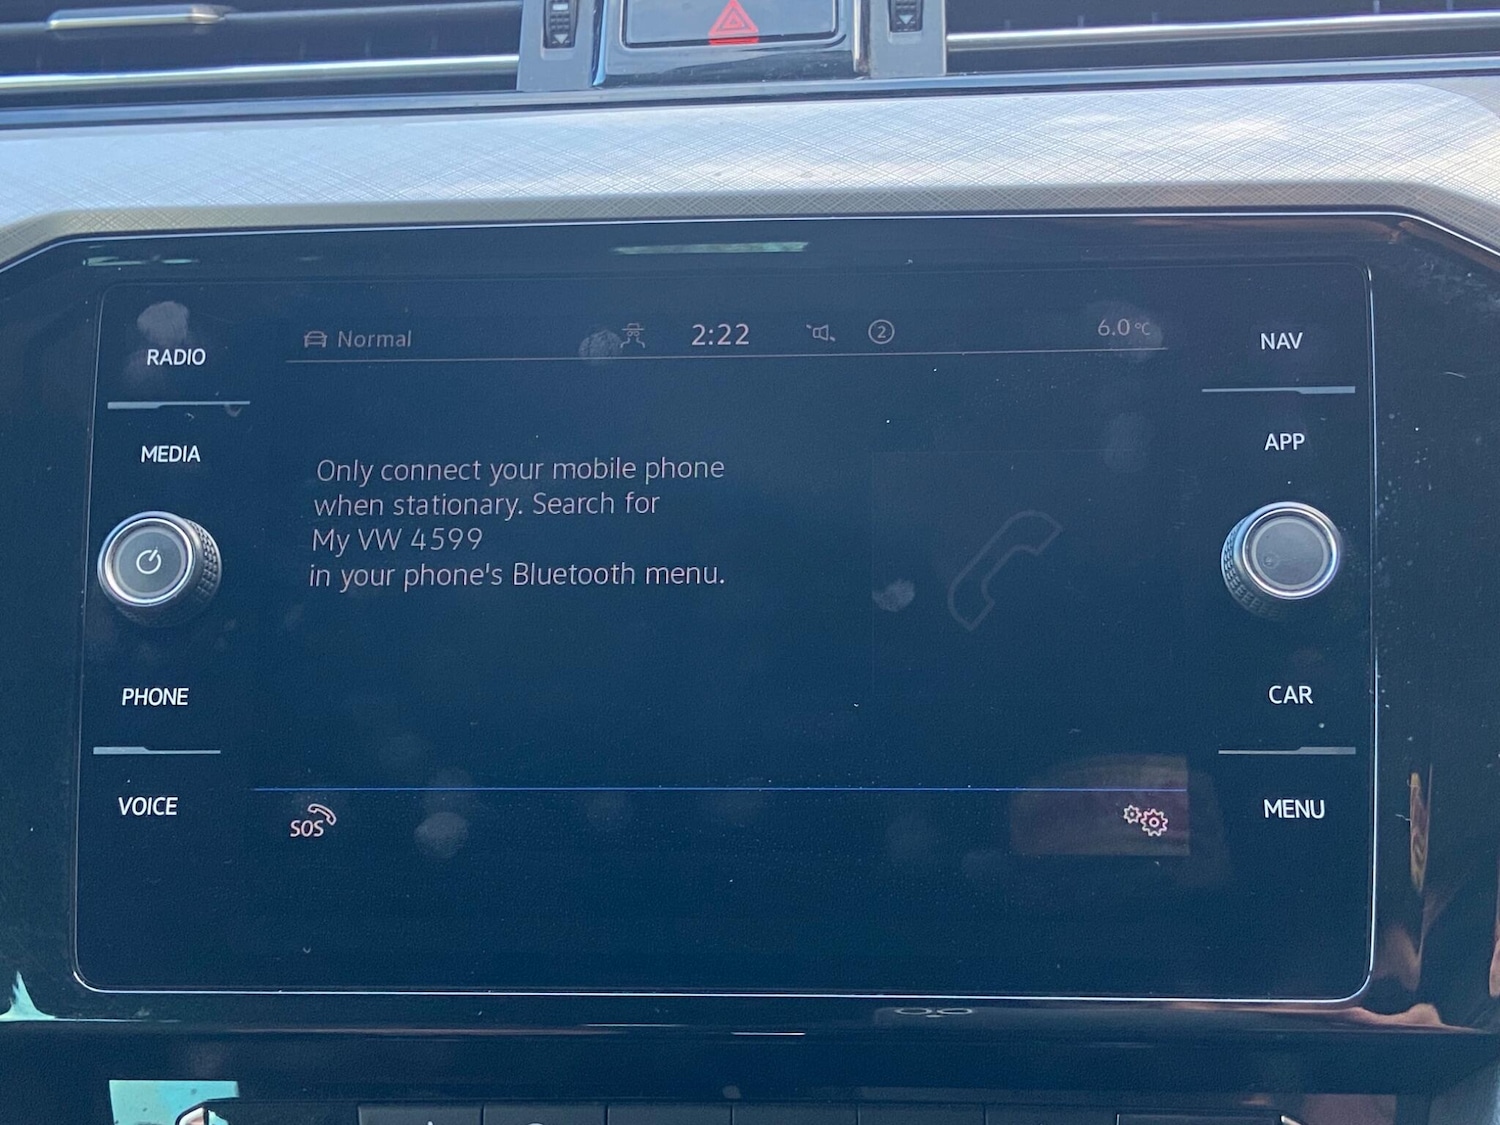 Normal 2:22 2 6.0 °C
RADIO
NAV
MEDIA
APP
Only connect your mobile phone
when stationary. Search for
My VW 4599
in your phone's Bluetooth menu.
PHONE
CAR
VOICE
SOS
MENU